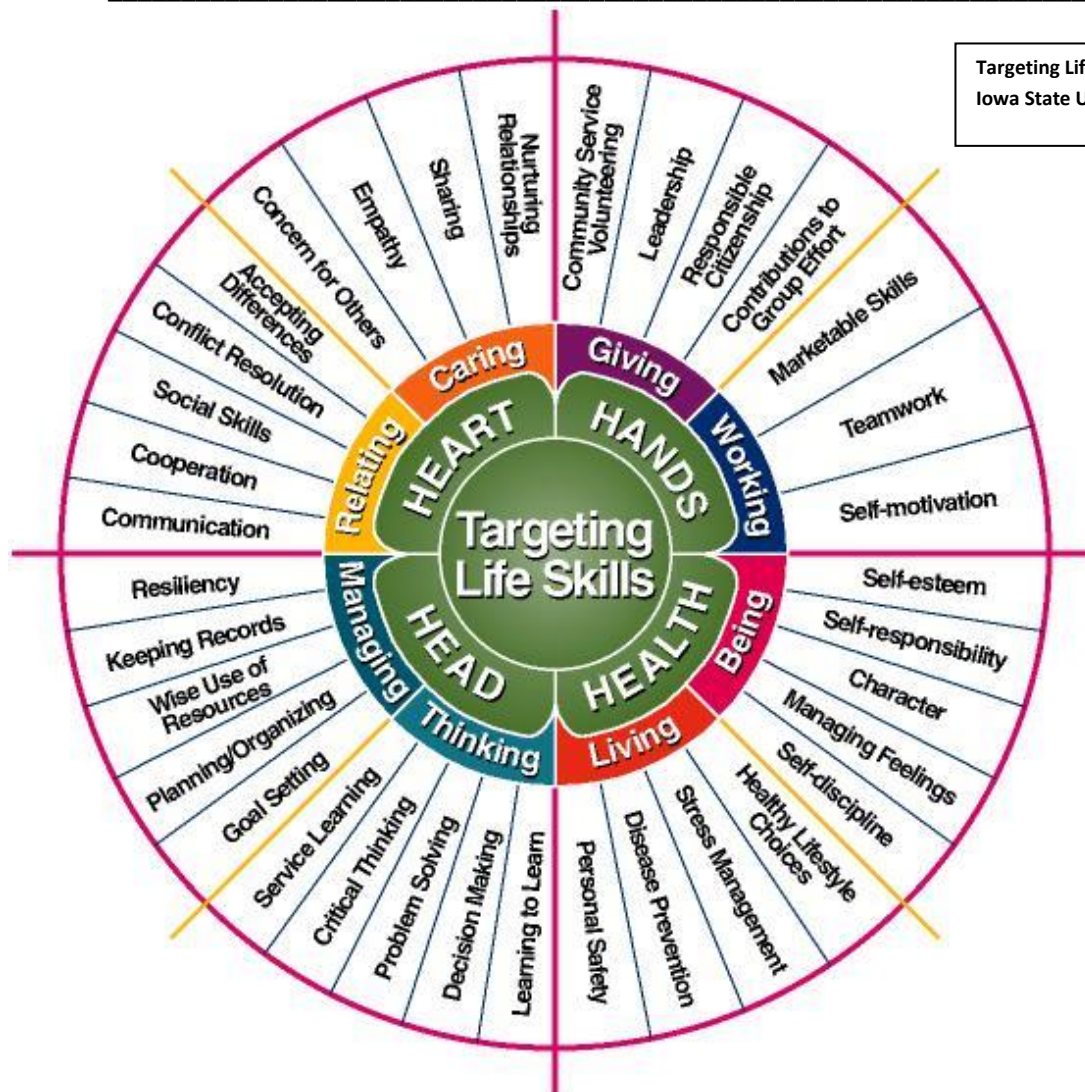 Targeting Lif
Iowa State U
Nurturing
Relationships
Sharing
Empathy
Concern for Others
Accepting
Differences
Conflict Resolution
Social Skills
Cooperation
Communication
Community Service
Volunteering
Leadership
Responsible
Citizenship
Contributions to
Group Effort
Marketable Skills
Teamwork
Self-motivation
Caring
Giving
Relating
Working
HEART
HANDS
Targeting
Life Skills
HEAD
HEALTH
Managing
Being
Thinking
Living
Resiliency
Keeping Records
Wise Use of
Resources
Planning/Organizing
Goal Setting
Service Learning
Critical Thinking
Problem Solving
Decision Making
Learning to Learn
Self-esteem
Self-responsibility
Character
Managing Feelings
Self-discipline
Healthy Lifestyle
Choices
Stress Management
Disease Prevention
Personal Safety